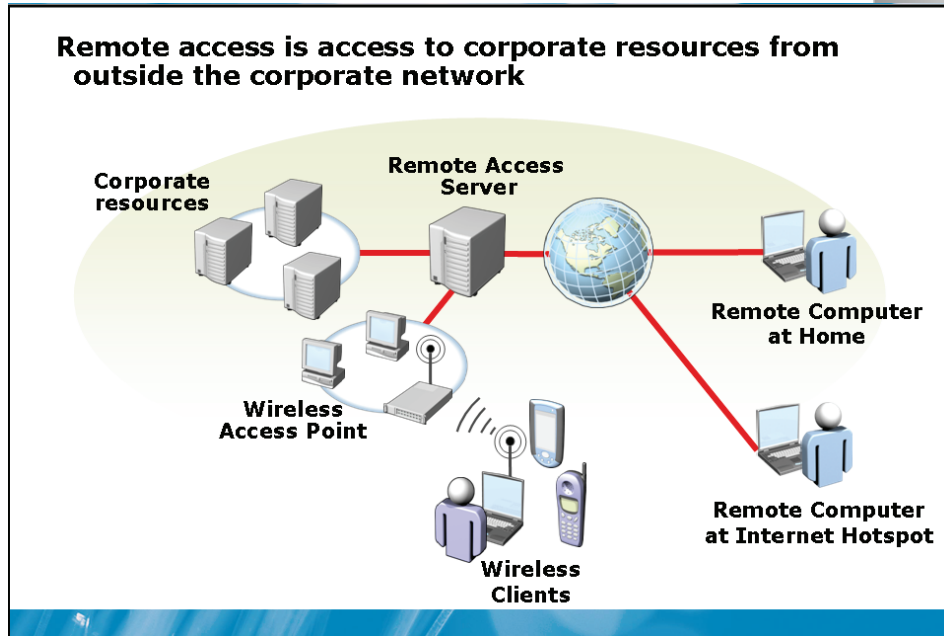 Remote access is access to corporate resources from
outside the corporate network
Corporate
resources
Remote Access
Server
Remote Computer
at Home
Wireless
Access Point
Remote Computer
at Internet Hotspot
Wireless
Clients